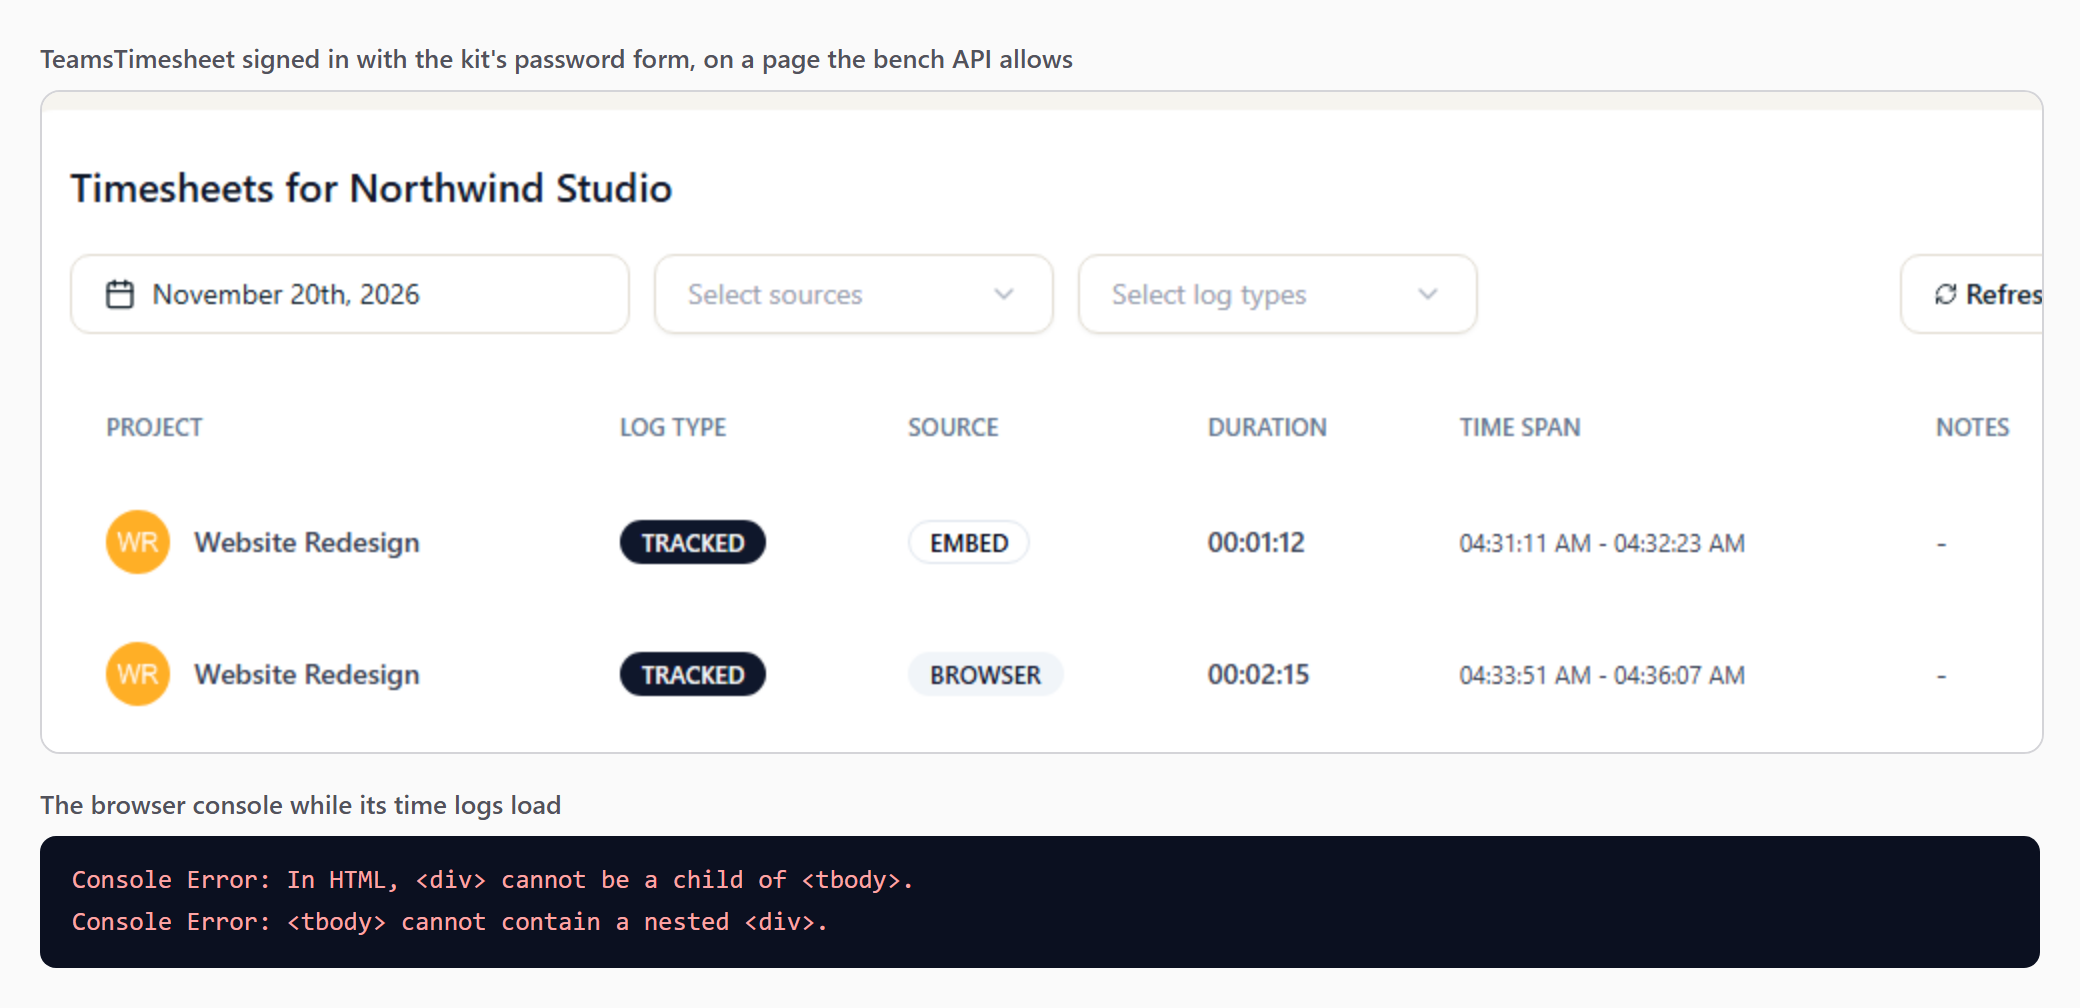 TeamsTimesheet signed in with the kit's password form, on a page the bench API allows
Timesheets for Northwind Studio
November 20th, 2026
Select sources
Select log types
Refres
PROJECT LOG TYPE SOURCE DURATION TIME SPAN NOTES
WR Website Redesign TRACKED EMBED 00:01:12 04:31:11 AM - 04:32:23 AM -
WR Website Redesign TRACKED BROWSER 00:02:15 04:33:51 AM - 04:36:07 AM -
The browser console while its time logs load
Console Error: In HTML, <div> cannot be a child of <tbody>.
Console Error: <tbody> cannot contain a nested <div>.